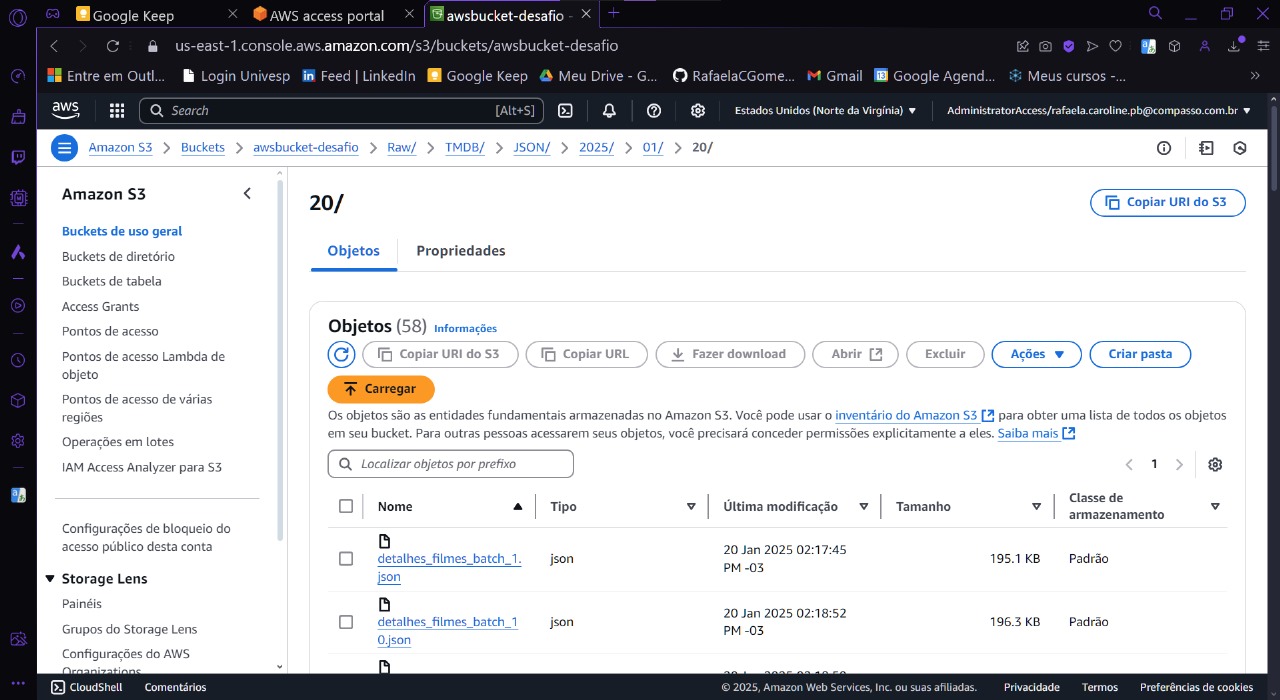 Google Keep
AWS access portal
awsbucket-desafio -
us-east-1.console.aws.amazon.com/s3/buckets/awsbucket-desafio
Entre em Outl...
Login Univesp
Feed | LinkedIn
Google Keep
Meu Drive - G...
RafaelaCGome...
Gmail
Google Agend...
Meus cursos -...
aws
Search
[Alt+S]
Estados Unidos (Norte da Virgínia)
AdministratorAccess/rafaela.caroline.pb@compasso.com.br
Amazon S3
Buckets
awsbucket-desafio
Raw/
TMDB/
JSON/
2025/
01/
20/
Amazon S3
Buckets de uso geral
Buckets de diretório
Buckets de tabela
Access Grants
Pontos de acesso
Pontos de acesso Lambda de
objeto
Pontos de acesso de várias
regiões
Operações em lotes
IAM Access Analyzer para S3
Configurações de bloqueio do
acesso público desta conta
Storage Lens
Painéis
Grupos do Storage Lens
Configurações do AWS
Organizations
20/
Copiar URI do S3
Objetos
Propriedades
Objetos (58) Informações
Copiar URI do S3
Copiar URL
Fazer download
Abrir
Excluir
Ações
Criar pasta
Carregar
Os objetos são as entidades fundamentais armazenadas no Amazon S3. Você pode usar o inventário do Amazon S3 para obter uma lista de todos os objetos
em seu bucket. Para outras pessoas acessarem seus objetos, você precisará conceder permissões explicitamente a eles. Saiba mais
Localizar objetos por prefixo
1
Nome
Tipo
Última modificação
Tamanho
Classe de
armazenamento
detalhes_filmes_batch_1.
json
json
20 Jan 2025 02:17:45
PM -03
195.1 KB
Padrão
detalhes_filmes_batch_1
0.json
json
20 Jan 2025 02:18:52
PM -03
196.3 KB
Padrão
CloudShell
Comentários
© 2025, Amazon Web Services, Inc. ou suas afiliadas.
Privacidade
Termos
Preferências de cookies